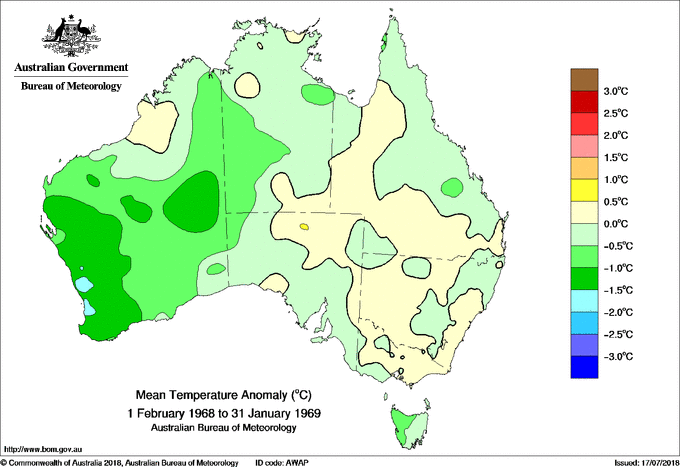 Australian Government
Bureau of Meteorology
3.0°C
2.5°C
2.0°C
1.5°C
1.0°C
0.5°C
0.0°C
−0.5°C
−1.0°C
−1.5°C
−2.0°C
−2.5°C
−3.0°C
Mean Temperature Anomaly (°C)
1 February 1968 to 31 January 1969
Australian Bureau of Meteorology
http://www.bom.gov.au
© Commonwealth of Australia 2018, Australian Bureau of Meteorology ID code: AWAP Issued: 17/07/2018